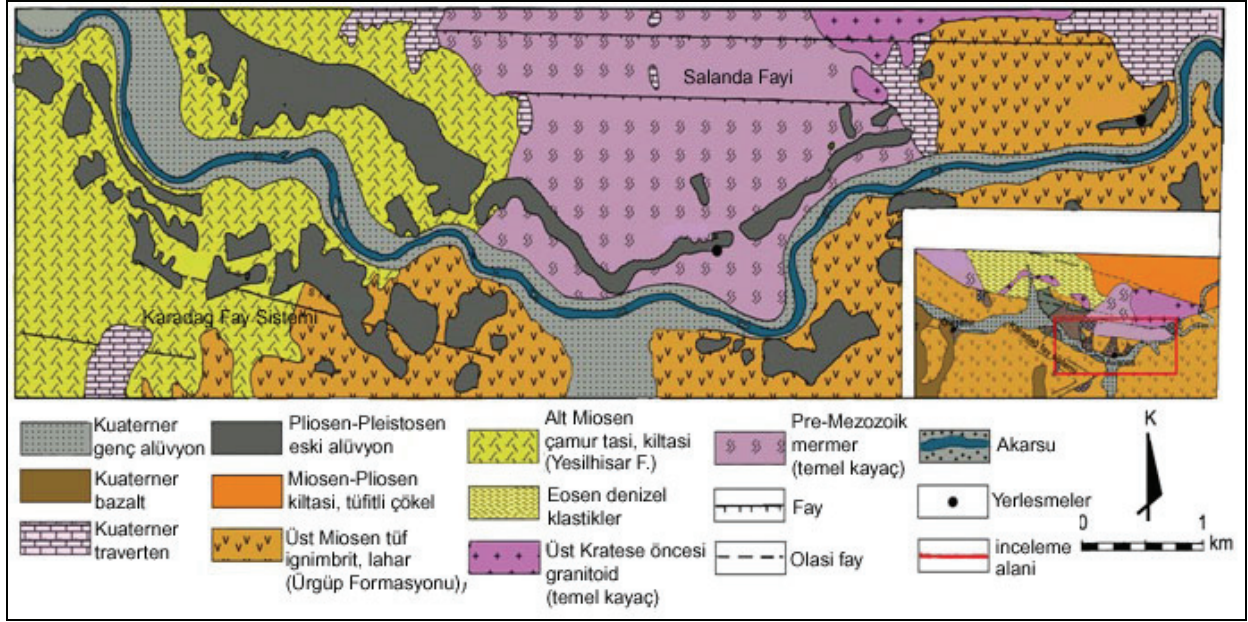 Salanda Fayi
Karadag Fay Sistemi
Kuaterner
genç alüvyon
Kuaterner
bazalt
Kuaterner
traverten
Pliosen-Pleistosen
eski alüvyon
Miosen-Pliosen
kiltasi, tüfitli çökel
Üst Miosen tüf
ignimbrit, lahar
(Ürgüp Formasyonu)
Alt Miosen
çamur tasi, kiltasi
(Yesilhisar F.)
Eosen denizel
klastikler
Üst Kratese öncesi
granitoid
(temel kayaç)
Pre-Mezozoik
mermer
(temel kayaç)
Fay
Olasi fay
Akarsu
Yerlesmeler
inceleme
alani
K
0 1
km